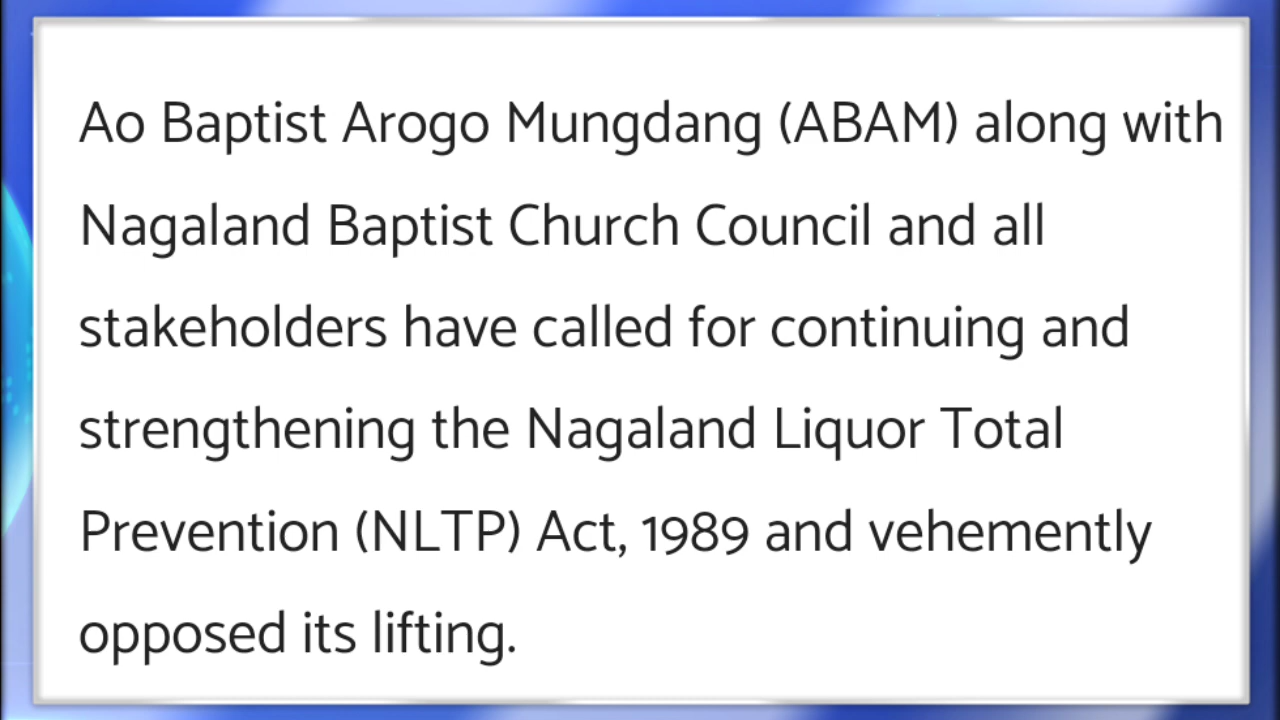 Ao Baptist Arogo Mungdang (ABAM) along with
Nagaland Baptist Church Council and all
stakeholders have called for continuing and
strengthening the Nagaland Liquor Total
Prevention (NLTP) Act, 1989 and vehemently
opposed its lifting.